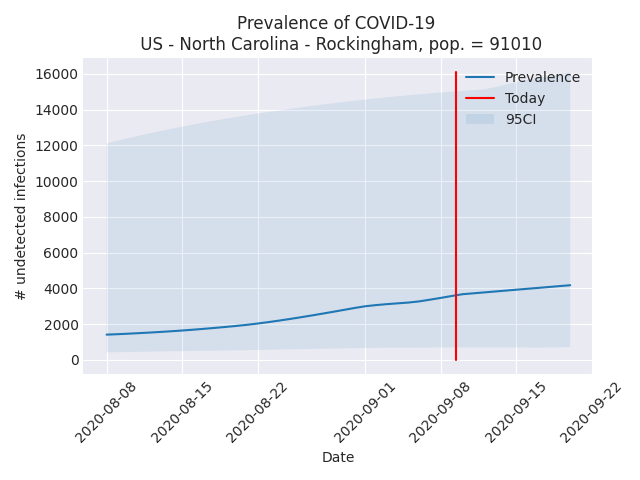 Prevalence of COVID-19
US - North Carolina - Rockingham, pop. = 91010
Prevalence
Today
95CI
# undetected infections
16000
14000
12000
10000
8000
6000
4000
2000
0
2020-08-08
2020-08-15
2020-08-22
2020-09-01
2020-09-08
2020-09-15
2020-09-22
Date